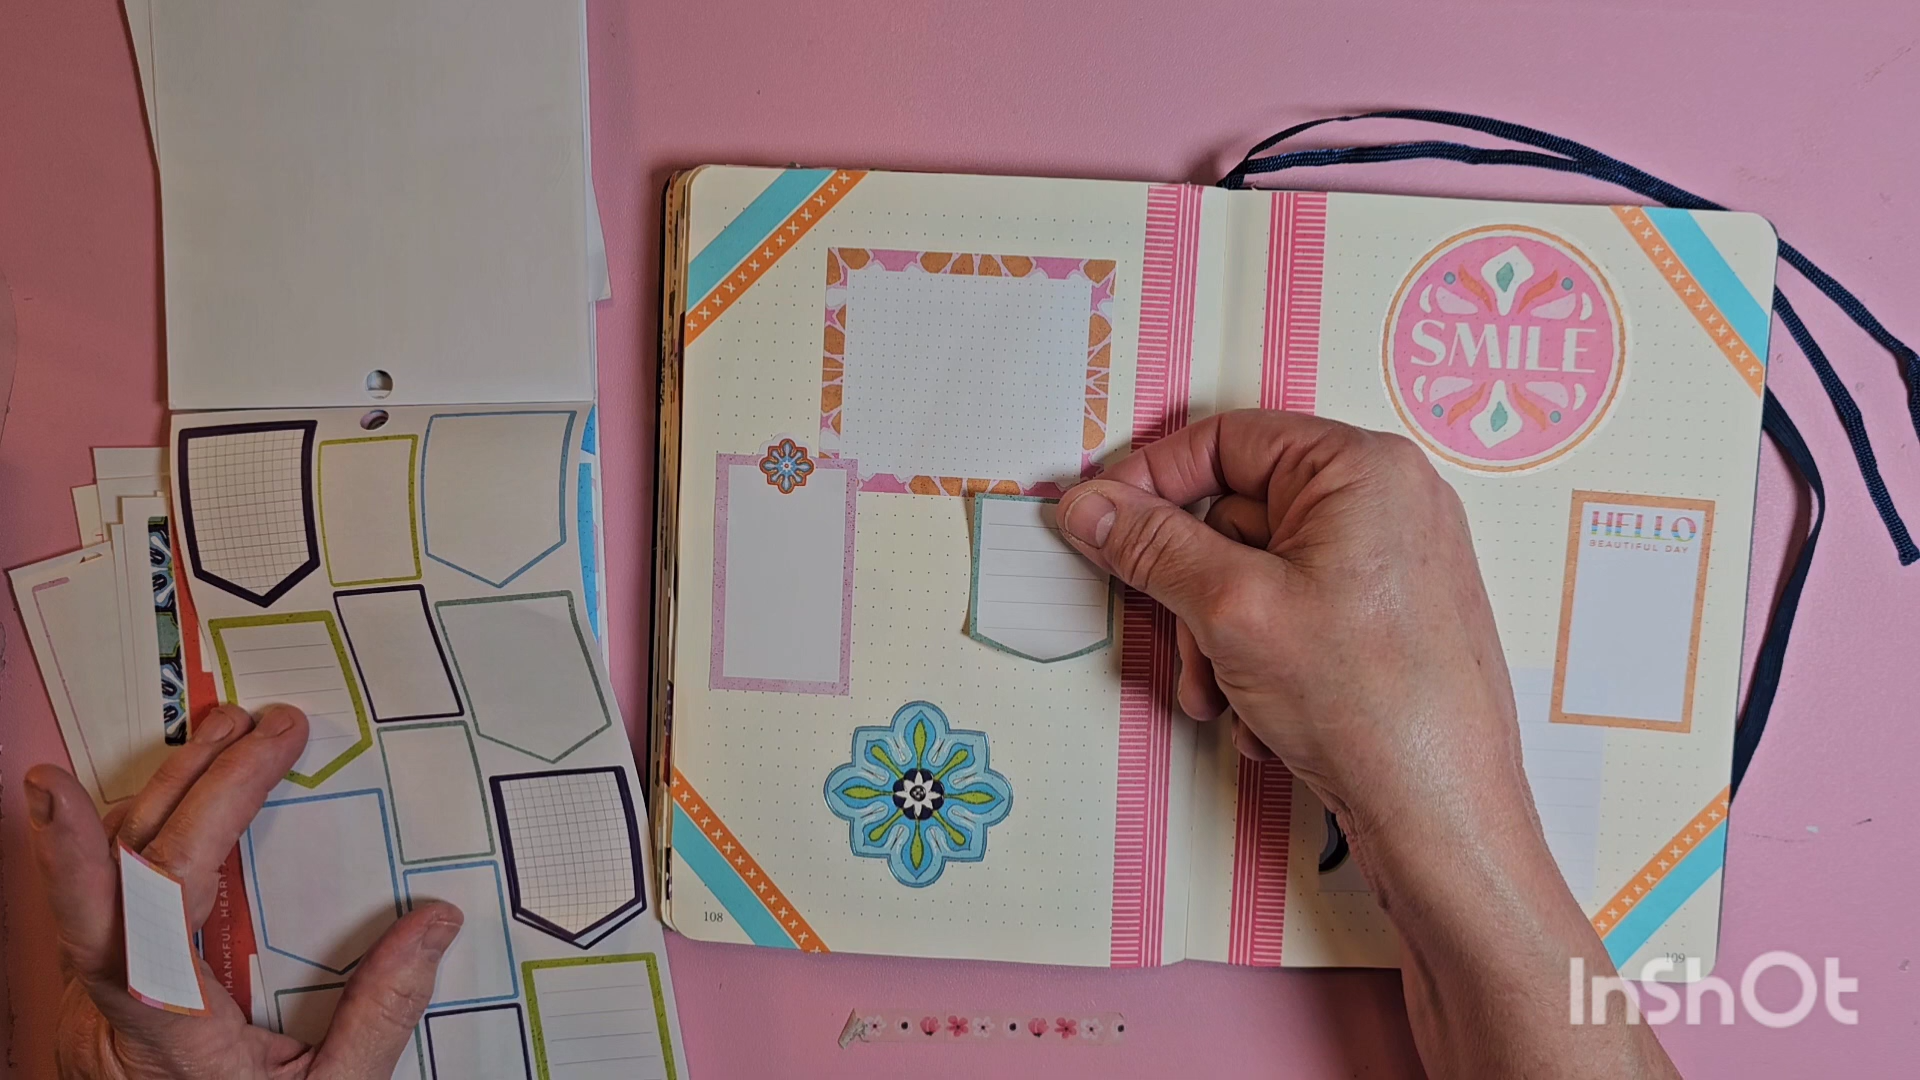 SMILE
HELLO
BEAUTIFUL DAY
THANKFUL HEART
108
109
InShOt